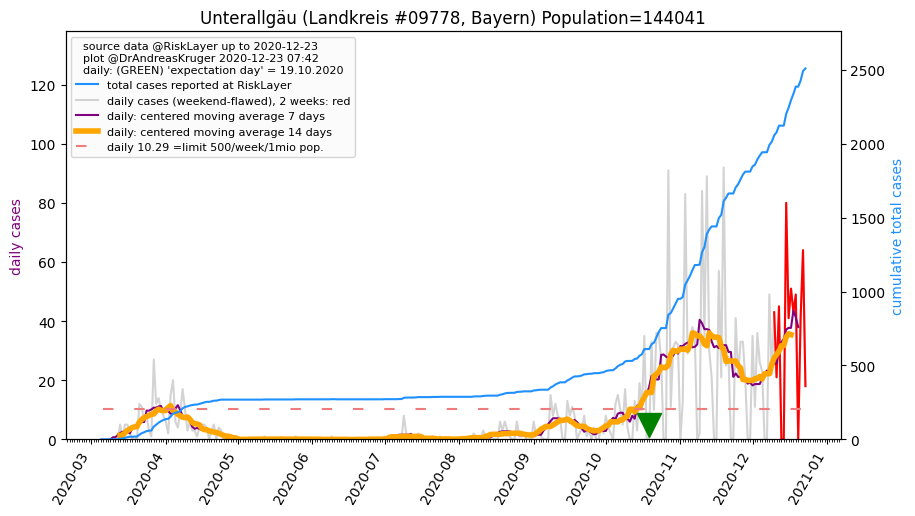 Unterallgäu (Landkreis #09778, Bayern) Population=144041
source data @RiskLayer up to 2020-12-23
plot @DrAndreasKruger 2020-12-23 07:42
daily: (GREEN) 'expectation day' = 19.10.2020
total cases reported at RiskLayer
daily cases (weekend-flawed), 2 weeks: red
daily: centered moving average 7 days
daily: centered moving average 14 days
daily 10.29 =limit 500/week/1mio pop.
daily cases
120
100
80
60
40
20
0
cumulative total cases
2500
2000
1500
1000
500
0
2020-03
2020-04
2020-05
2020-06
2020-07
2020-08
2020-09
2020-10
2020-11
2020-12
2021-01